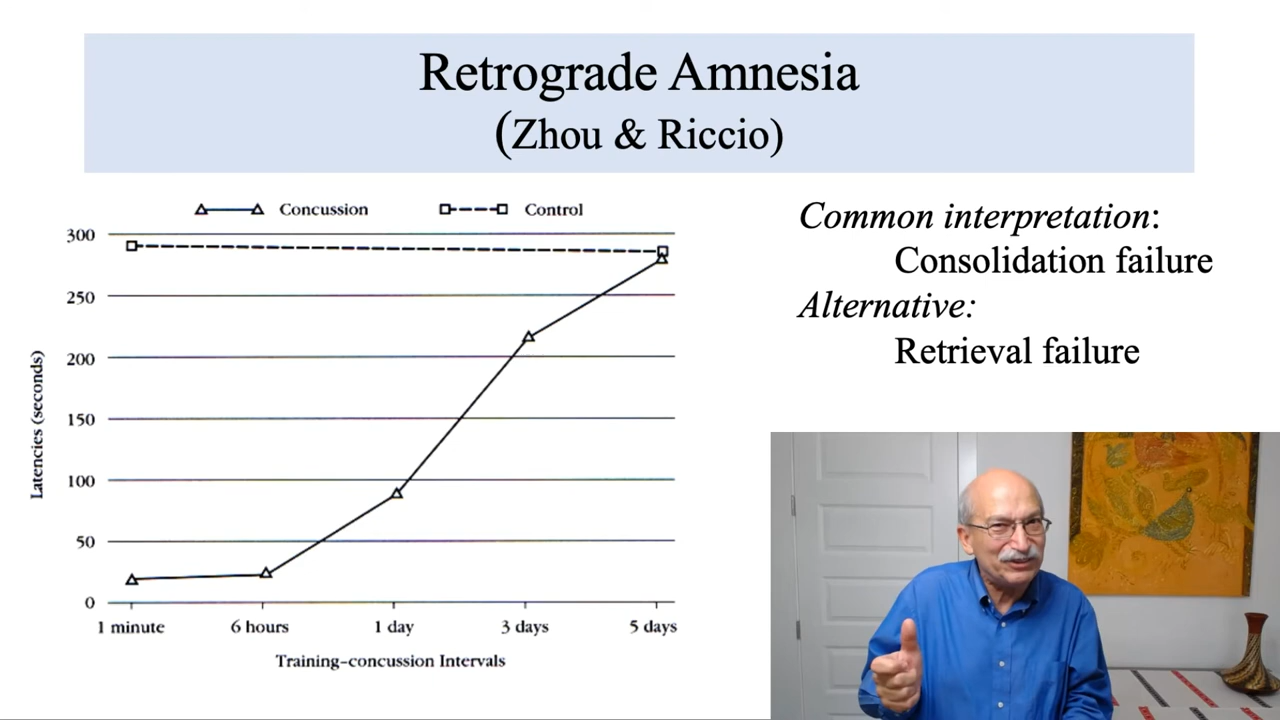 Retrograde Amnesia
(Zhou & Riccio)
Concussion
Control
300
250
200
150
100
50
0
Latencies (seconds)
1 minute
6 hours
1 day
3 days
5 days
Training–concussion Intervals
Common interpretation:
Consolidation failure
Alternative:
Retrieval failure